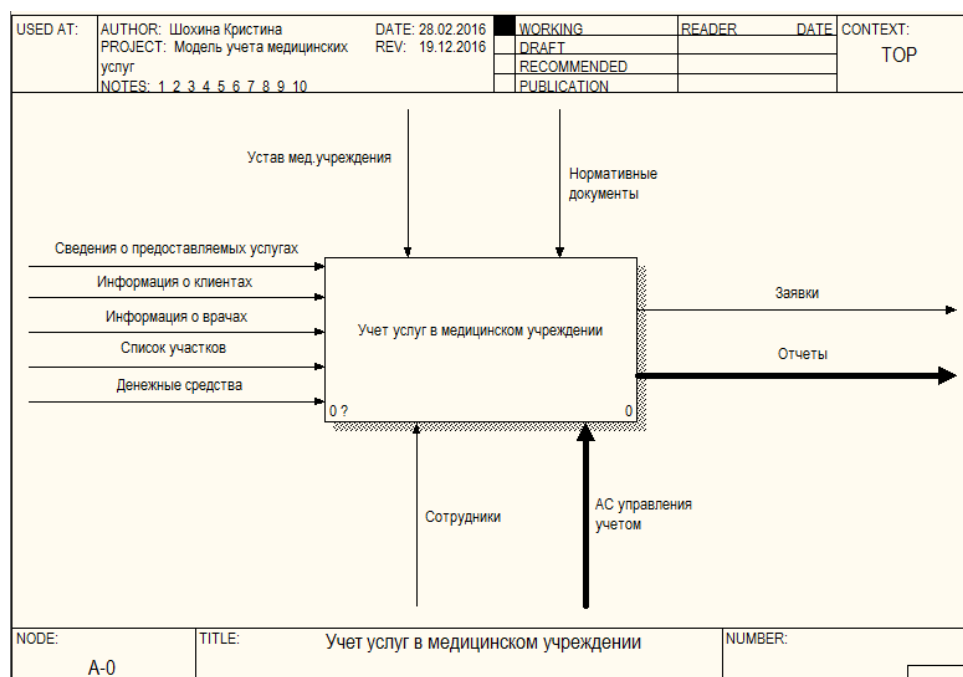 USED AT:
AUTHOR: Шохина Кристина
DATE: 28.02.2016
PROJECT: Модель учета медицинских
REV: 19.12.2016
услуг
NOTES: 1 2 3 4 5 6 7 8 9 10
WORKING
DRAFT
RECOMMENDED
PUBLICATION
READER
DATE
CONTEXT:
TOP
Устав мед.учреждения
Нормативные
документы
Сведения о предоставляемых услугах
Информация о клиентах
Информация о врачах
Список участков
Денежные средства
Учет услуг в медицинском учреждении
0 ?
0
Заявки
Отчеты
Сотрудники
АС управления
учетом
NODE:
A-0
TITLE:
Учет услуг в медицинском учреждении
NUMBER: